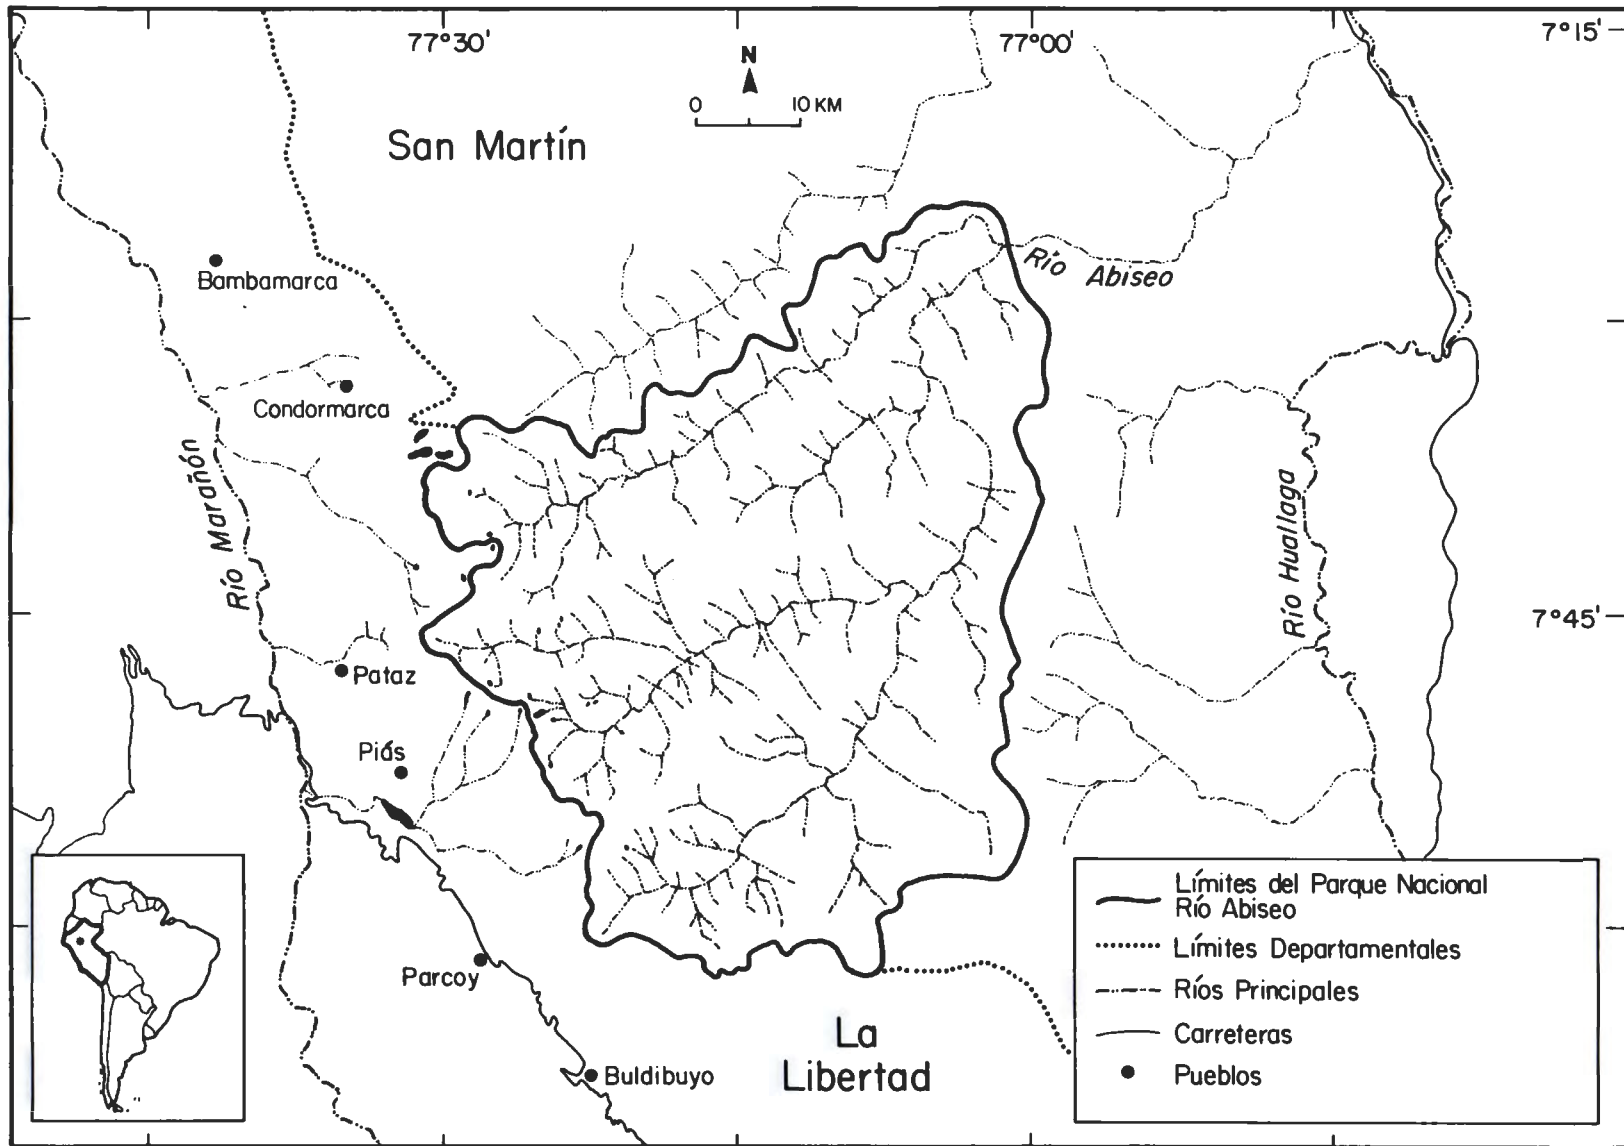 77°30'
77°00'
7°15'
N
0 10 KM
San Martín
Río Abiseo
Bambamarca
Condormarca
Río Marañón
Río Huallaga
7°45'
Pataz
Piás
Parcoy
Buldibuyo
La
Libertad
Límites del Parque Nacional
Río Abiseo
Límites Departamentales
Ríos Principales
Carreteras
Pueblos